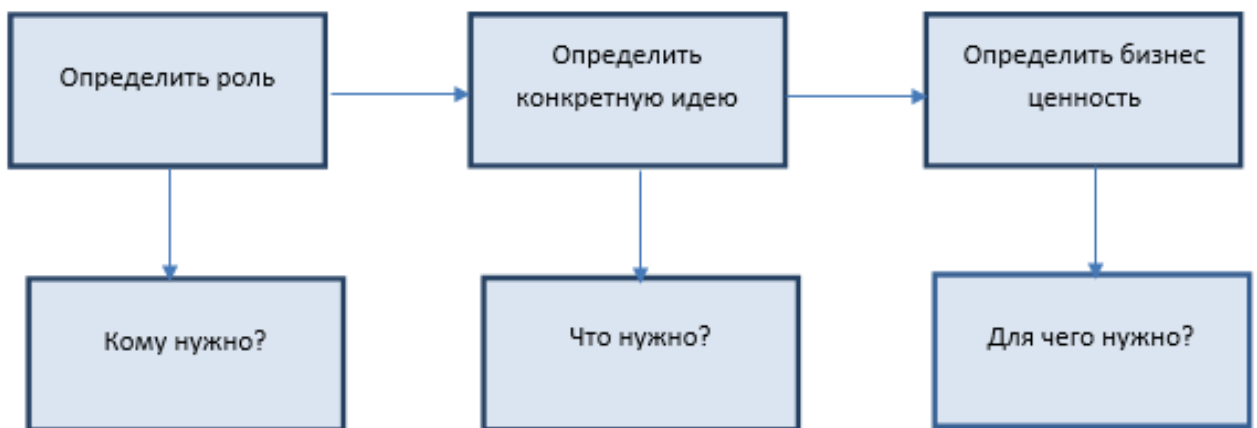 Определить роль
Определить
конкретную идею
Определить бизнес
ценность
Кому нужно?
Что нужно?
Для чего нужно?